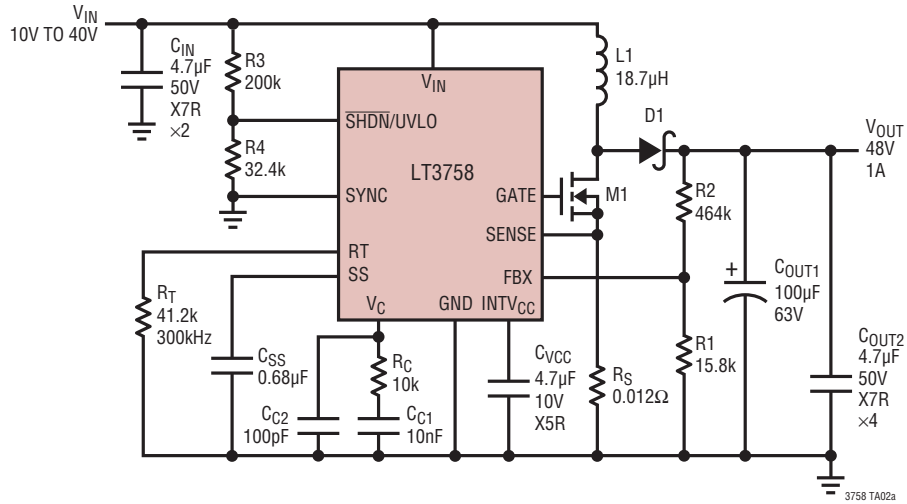 VIN
10V TO 40V
CIN
4.7µF
50V
X7R
×2
R3
200k
R4
32.4k
VIN
SHDN/UVLO
LT3758
SYNC
GATE
SENSE
RT
SS
FBX
VC
GND
INTVCC
L1
18.7µH
D1
M1
VOUT
48V
1A
R2
464k
COUT1
+
100µF
63V
R1
15.8k
COUT2
4.7µF
50V
X7R
×4
RT
41.2k
300kHz
CSS
0.68µF
RC
10k
CC2
100pF
CC1
10nF
CVCC
4.7µF
10V
X5R
RS
0.012Ω
3758 TA02a